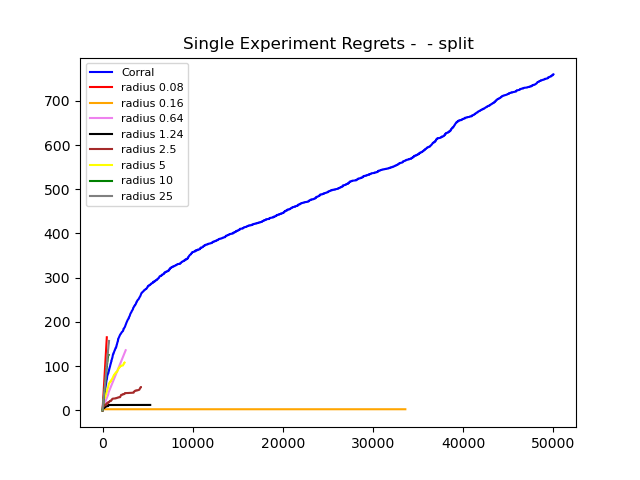 Single Experiment Regrets -  - split
Corral
radius 0.08
radius 0.16
radius 0.64
radius 1.24
radius 2.5
radius 5
radius 10
radius 25
700
600
500
400
300
200
100
0
0 10000 20000 30000 40000 50000